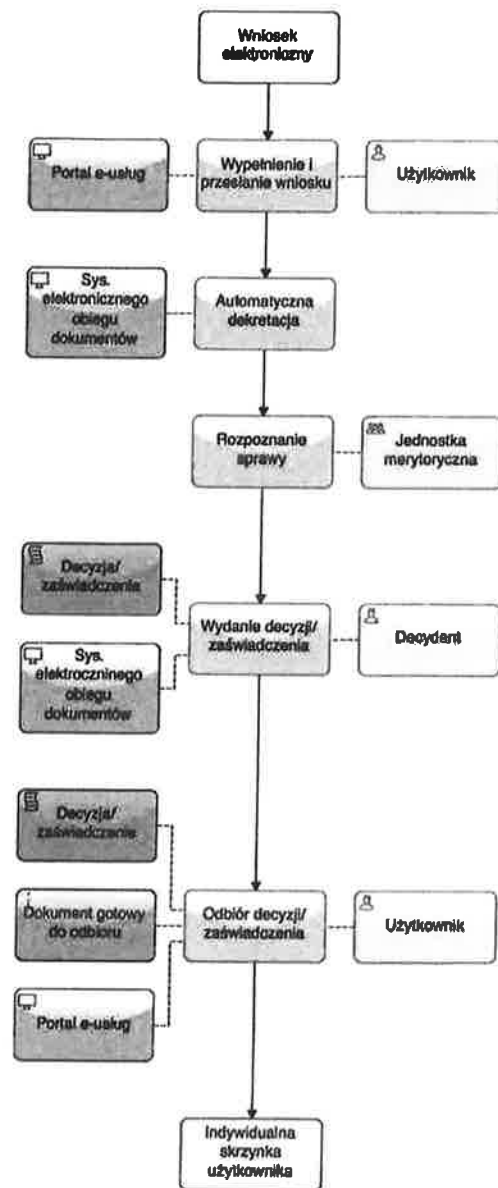 Wniosek
elektroniczny
Portal e-usług
Wypełnienie i
przesłanie wniosku
Użytkownik
Sys.
elektronicznego
obiegu
dokumentów
Automatyczna
dekretacja
Rozpoznanie
sprawy
Jednostka
merytoryczna
Decyzja/
zaświadczenie
Wydanie decyzji/
zaświadczenia
Decydent
Sys.
elektroczninego
obiegu
dokumentów
Decyzja/
zaświadczenie
Dokument gotowy
do odbioru
Odbiór decyzji/
zaświadczenia
Użytkownik
Portal e-usług
Indywidualna
skrzynka
użytkownika